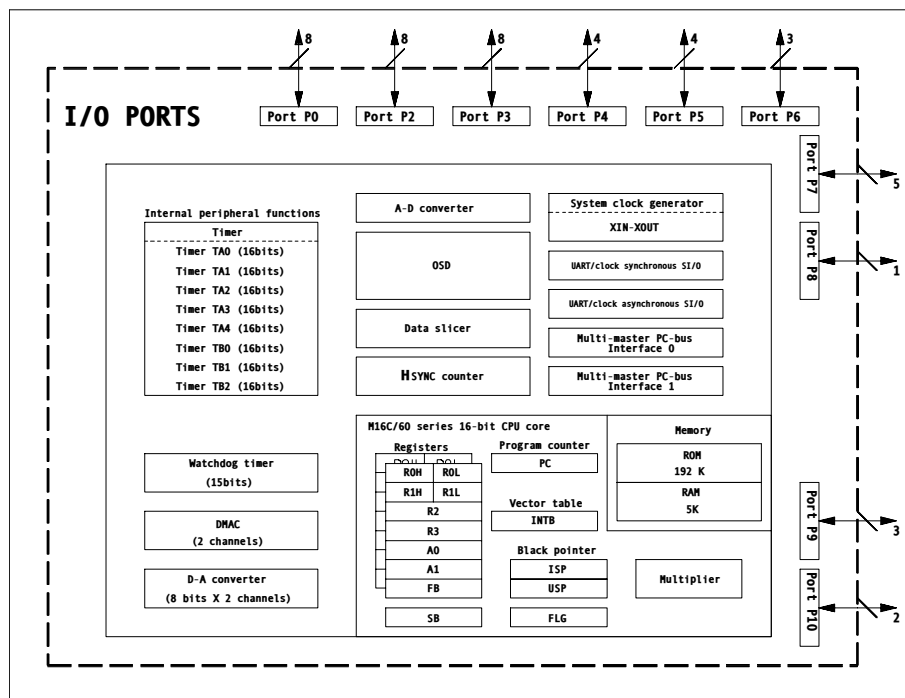 8
8
8
4
4
3
I/O PORTS
Port P0
Port P2
Port P3
Port P4
Port P5
Port P6
Port P7
5
Port P8
1
Port P9
3
Port P10
2
Internal peripheral functions
Timer
Timer TA0 (16bits)
Timer TA1 (16bits)
Timer TA2 (16bits)
Timer TA3 (16bits)
Timer TA4 (16bits)
Timer TB0 (16bits)
Timer TB1 (16bits)
Timer TB2 (16bits)
Watchdog timer
(15bits)
DMAC
(2 channels)
D-A converter
(8 bits X 2 channels)
A-D converter
OSD
Data slicer
HSYNC counter
System clock generator
XIN-XOUT
UART/clock synchronous SI/O
UART/clock asynchronous SI/O
Multi-master PC-bus
Interface 0
Multi-master PC-bus
Interface 1
M16C/60 series 16-bit CPU core
Registers
R0H R0L
R0H R0L
R1H R1L
R2
R3
A0
A1
FB
SB
Program counter
PC
Vector table
INTB
Black pointer
ISP
USP
FLG
Memory
ROM
192 K
RAM
5K
Multiplier